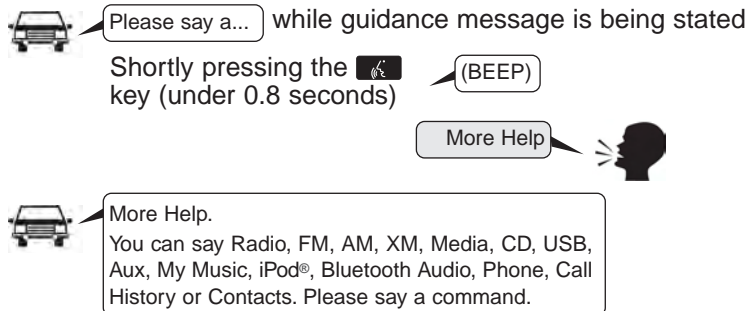 Please say a... while guidance message is being stated
Shortly pressing the
key (under 0.8 seconds)
(BEEP)
More Help
More Help.
You can say Radio, FM, AM, XM, Media, CD, USB,
Aux, My Music, iPod®, Bluetooth Audio, Phone, Call
History or Contacts. Please say a command.